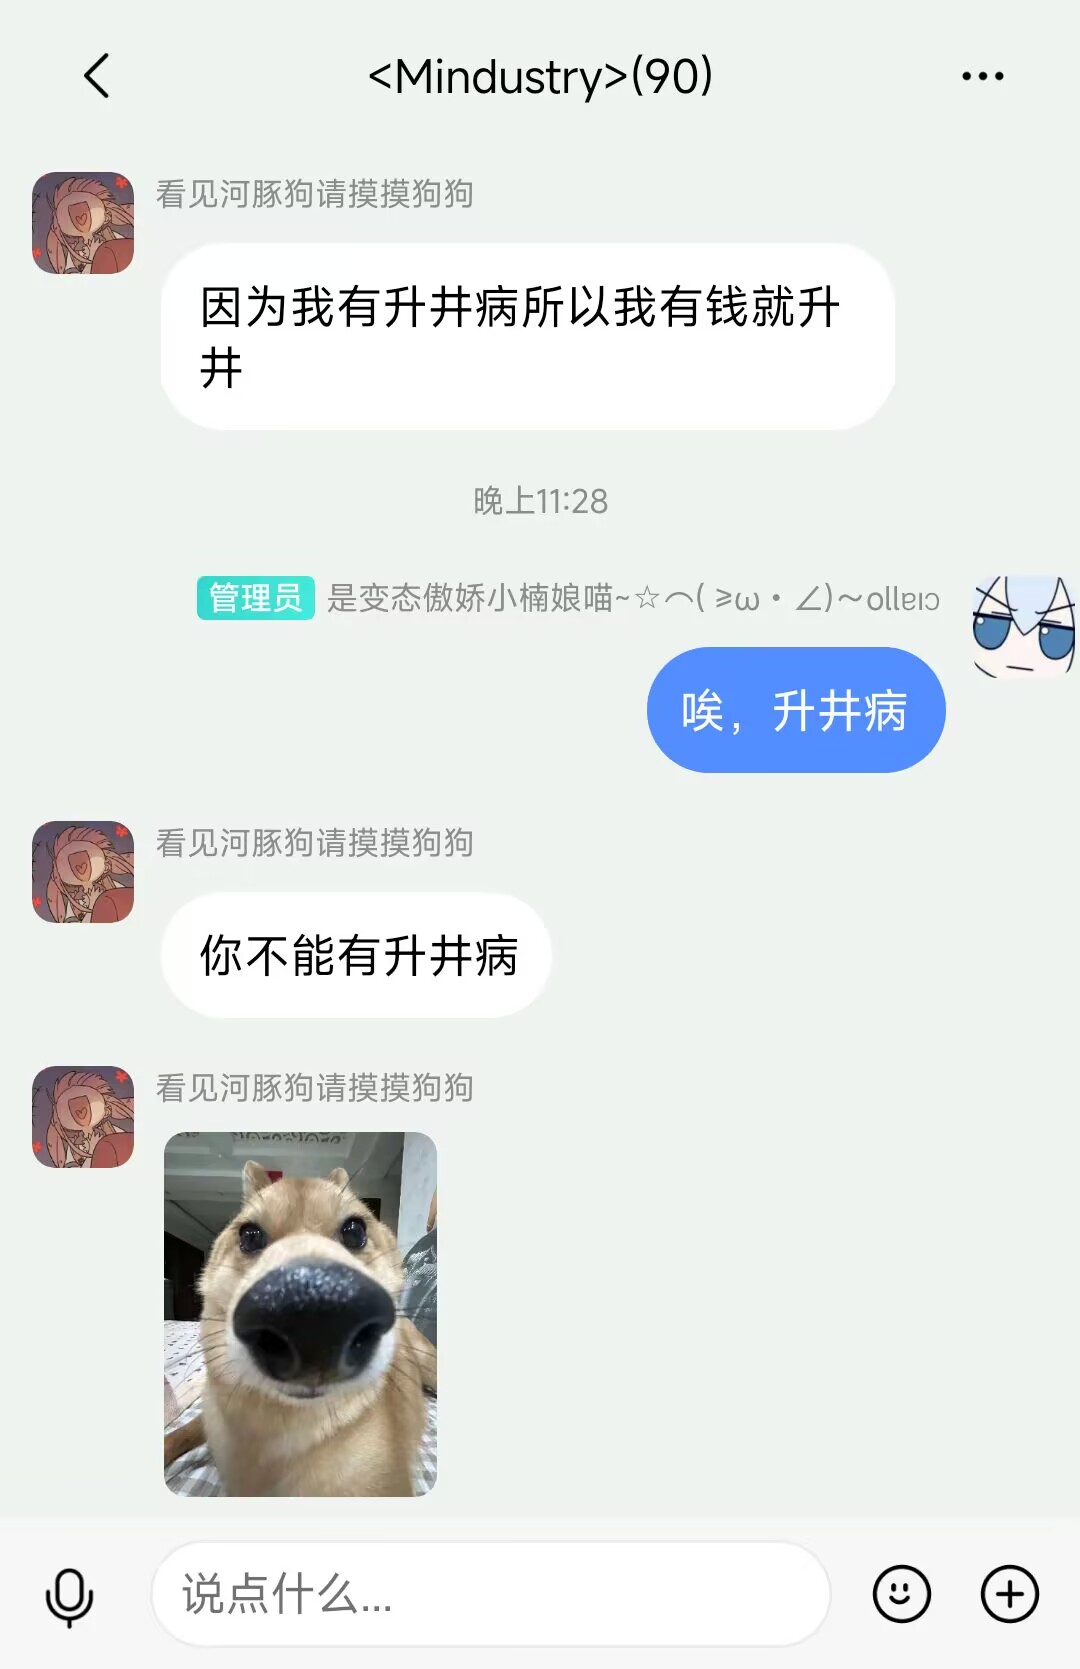 <Mindustry>(90)
看见河豚狗请摸摸狗狗
因为我有升井病所以我有钱就升
井
晚上11:28
管理员 是变态傲娇小楠娘喵~☆⌒( ≥ω・∠)～ollɐıɔ
唉，升井病
看见河豚狗请摸摸狗狗
你不能有升井病
看见河豚狗请摸摸狗狗
说点什么...